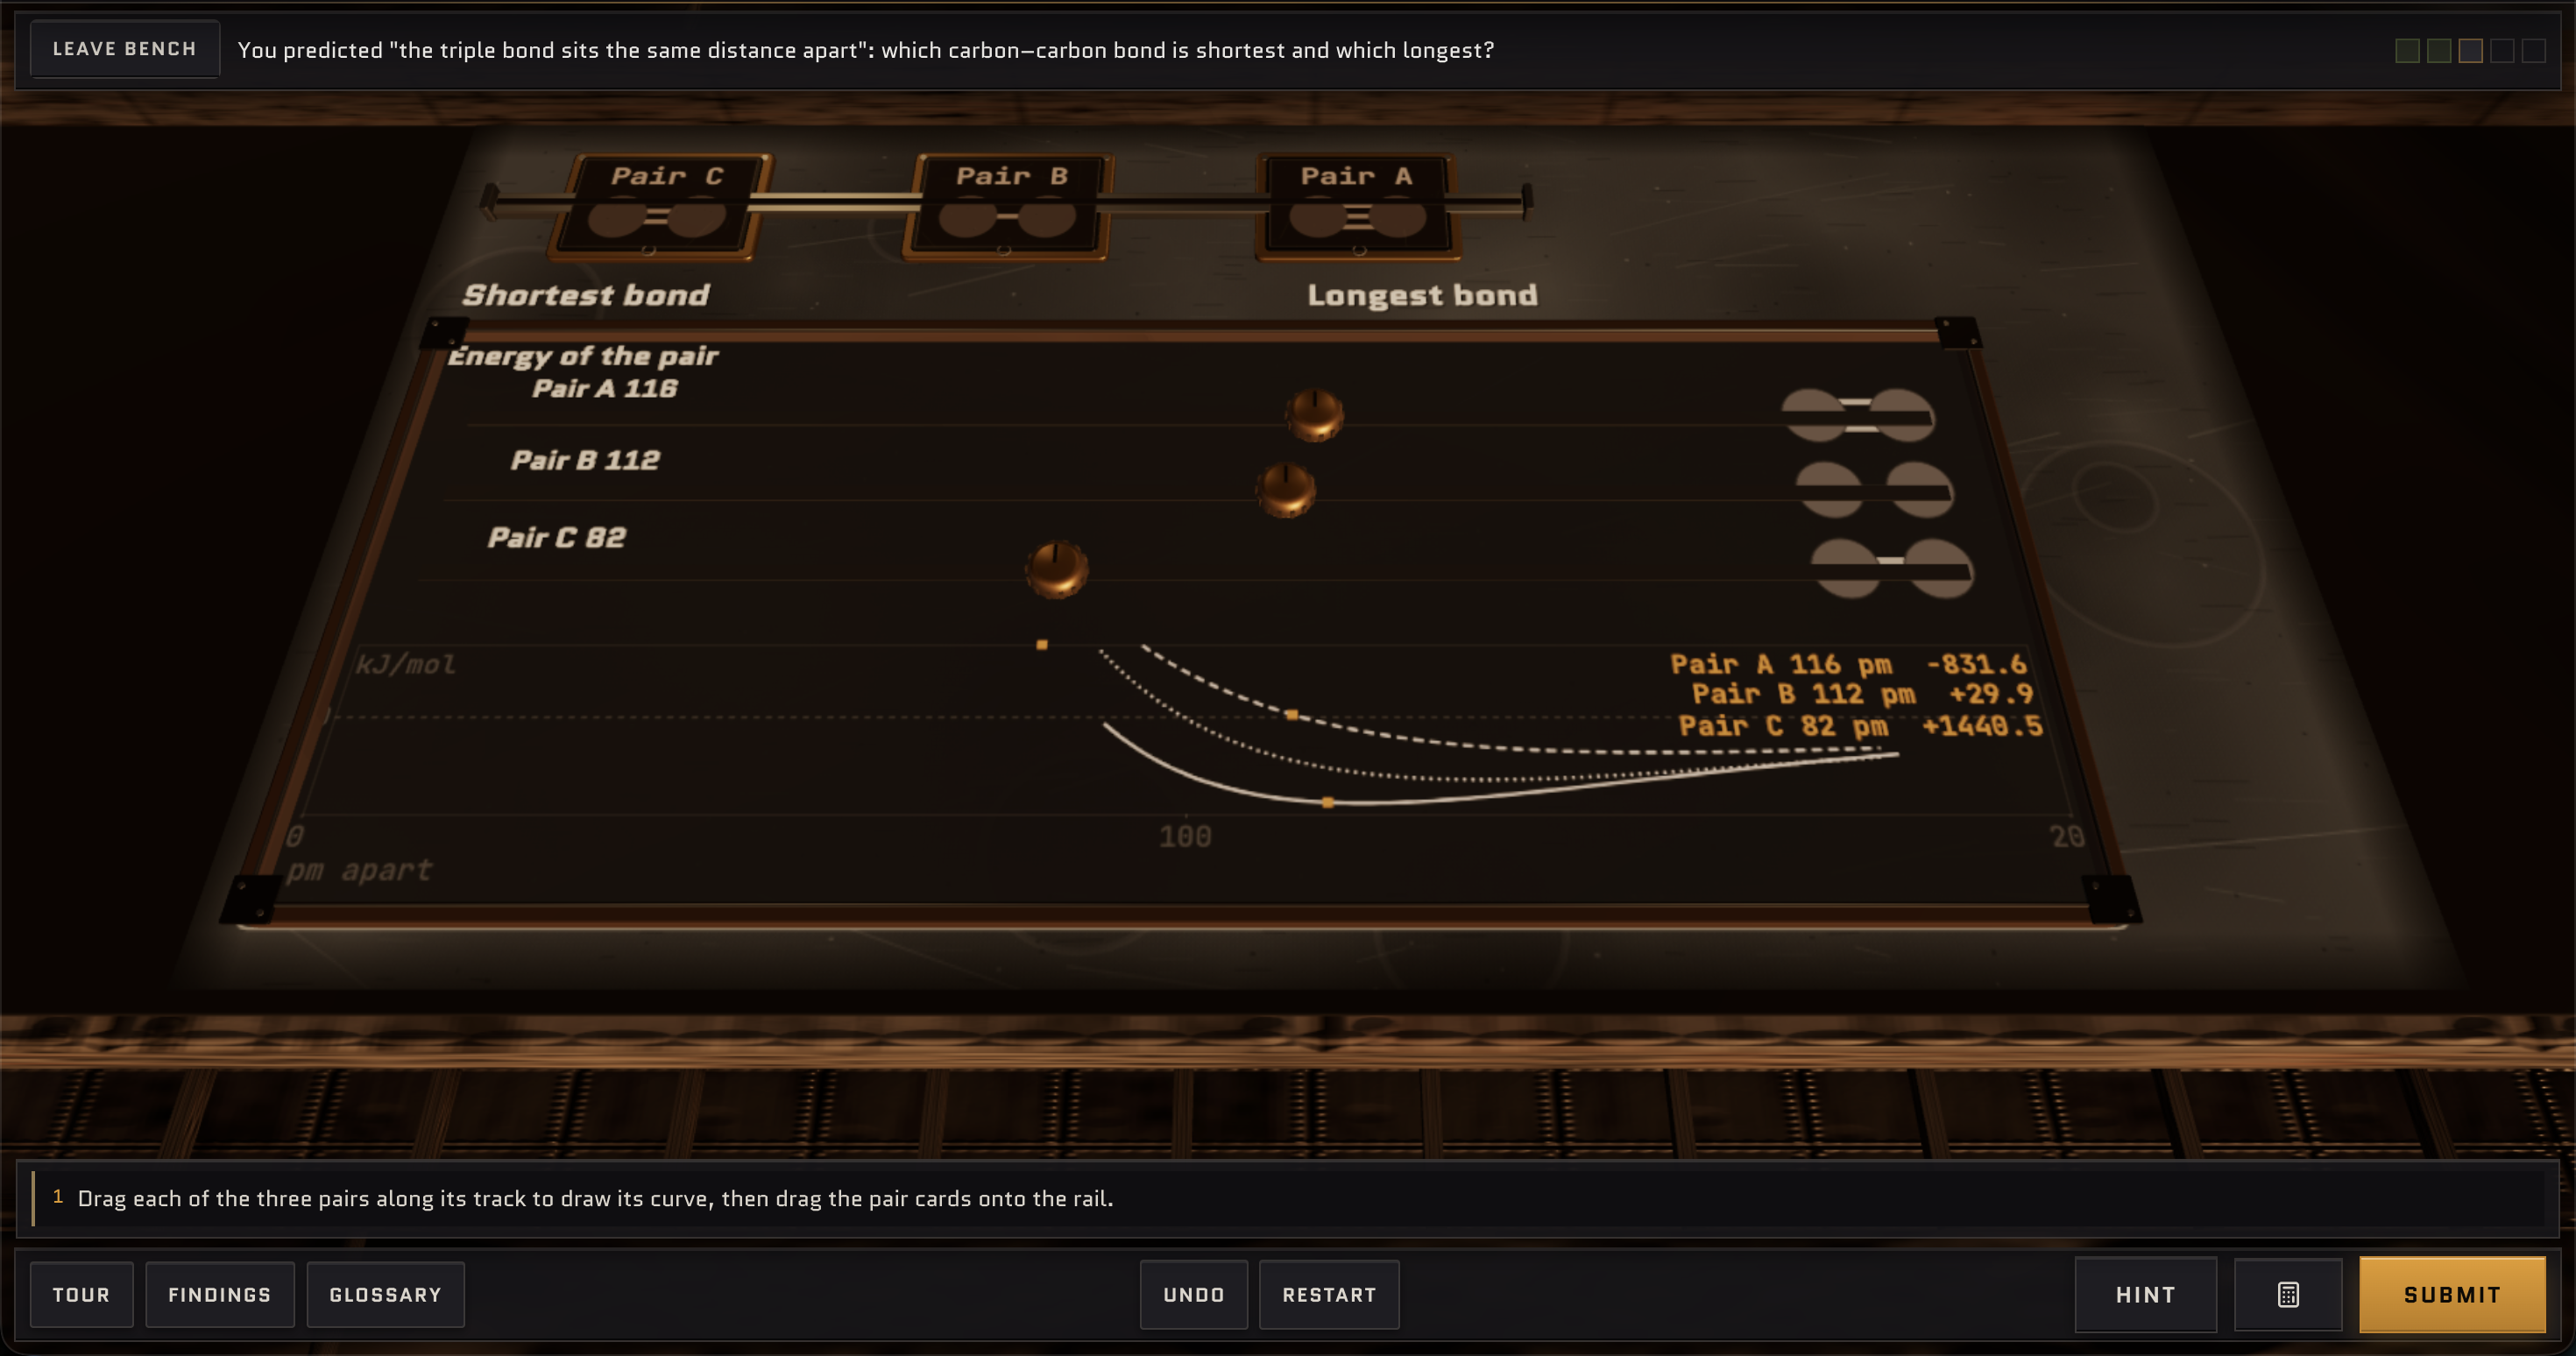 LEAVE BENCH
You predicted "the triple bond sits the same distance apart": which carbon–carbon bond is shortest and which longest?
Pair C
Pair B
Pair A
Shortest bond
Longest bond
Energy of the pair
Pair A 116
Pair B 112
Pair C 82
kJ/mol
Pair A 116 pm -831.6
Pair B 112 pm +29.9
Pair C 82 pm +1440.5
0
100
20
pm apart
1 Drag each of the three pairs along its track to draw its curve, then drag the pair cards onto the rail.
TOUR
FINDINGS
GLOSSARY
UNDO
RESTART
HINT
SUBMIT